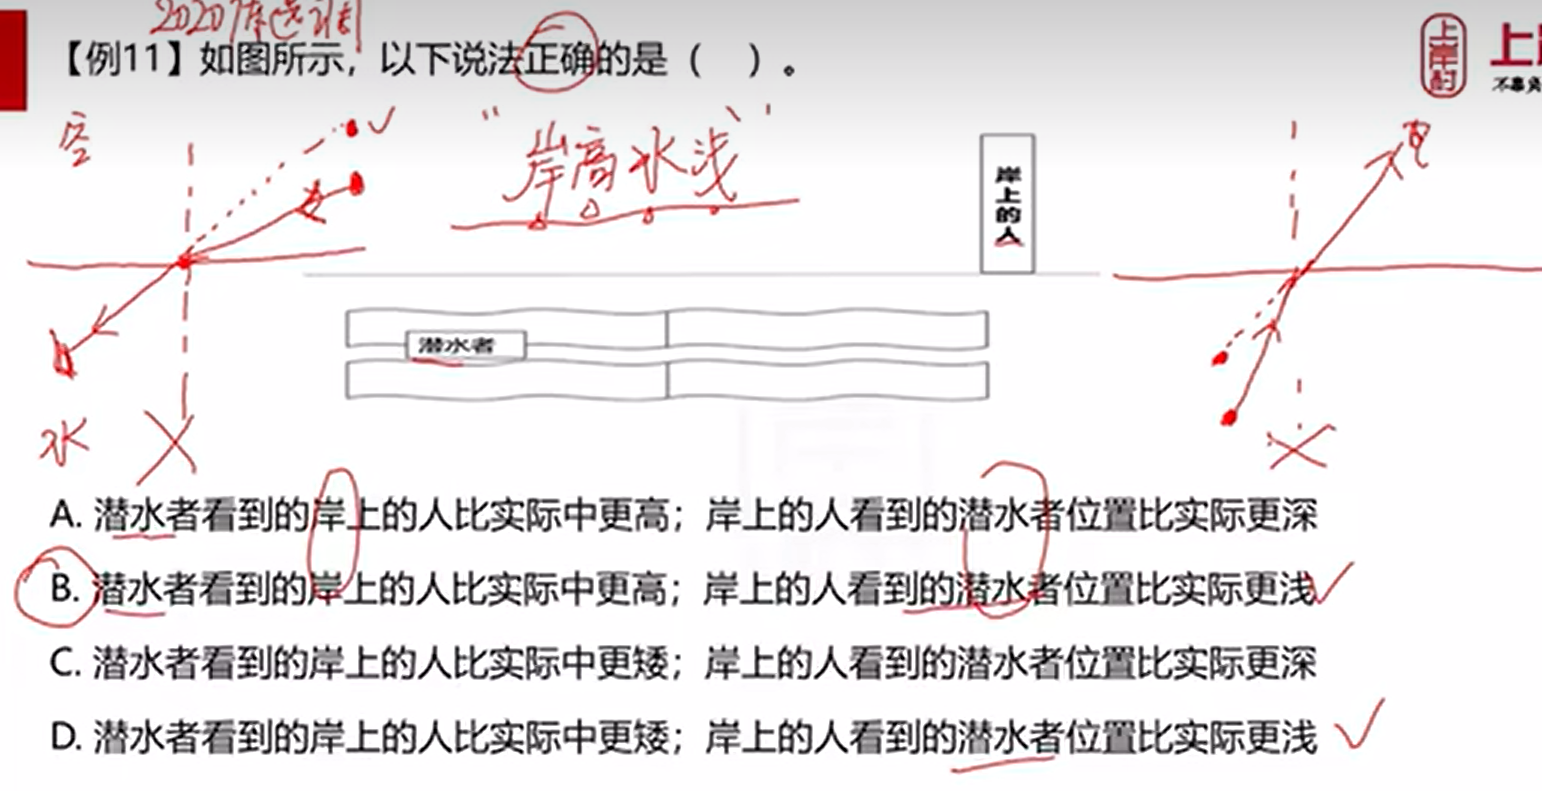 2020
【例11】如图所示，以下说法正确的是（ ）。
上岸的
上
不辜负
空
"岸高水浅"
岸上的人
潜水者
水
A. 潜水者看到的岸上的人比实际中更高；岸上的人看到的潜水者位置比实际更深
B. 潜水者看到的岸上的人比实际中更高；岸上的人看到的潜水者位置比实际更浅
C. 潜水者看到的岸上的人比实际中更矮；岸上的人看到的潜水者位置比实际更深
D. 潜水者看到的岸上的人比实际中更矮；岸上的人看到的潜水者位置比实际更浅